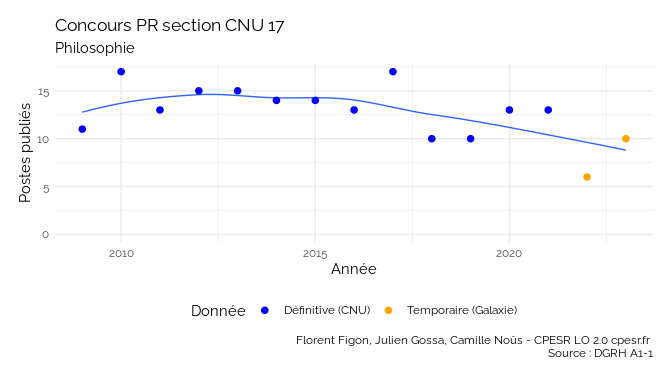 Concours PR section CNU 17
Philosophie
Postes publiés
15
10
5
0
2010 2015 2020
Année
Donnée Définitive (CNU) Temporaire (Galaxie)
Florent Figon, Julien Gossa, Camille Noûs - CPESR LO 2.0 cpesr.fr
Source : DGRH A1-1